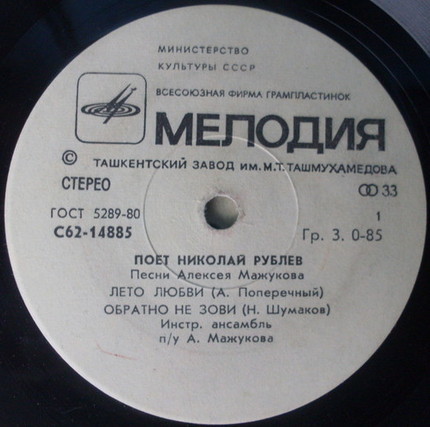 МИНИСТЕРСТВО
КУЛЬТУРЫ СССР
ВСЕСОЮЗНАЯ ФИРМА ГРАМПЛАСТИНОК
МЕЛОДИЯ
© ТАШКЕНТСКИЙ ЗАВОД ИМ. М.Т. ТАШМУХАМЕДОВА
СТЕРЕО
33
ГОСТ 5289-80
1
С62-14885
Гр. 3. 0-85
ПОЕТ НИКОЛАЙ РУБЛЕВ
Песни Алексея Мажукова
ЛЕТО ЛЮБВИ (А. Поперечный)
ОБРАТНО НЕ ЗОВИ (Н. Шумаков)
Инстр. ансамбль
п/у А. Мажукова